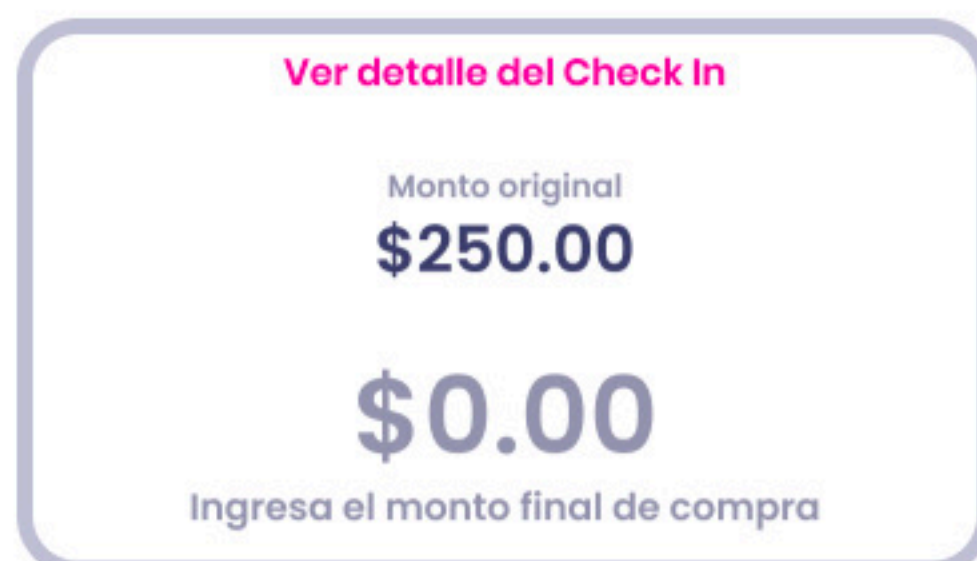 Ver detalle del Check In
Monto original
$250.00
$0.00
Ingresa el monto final de compra